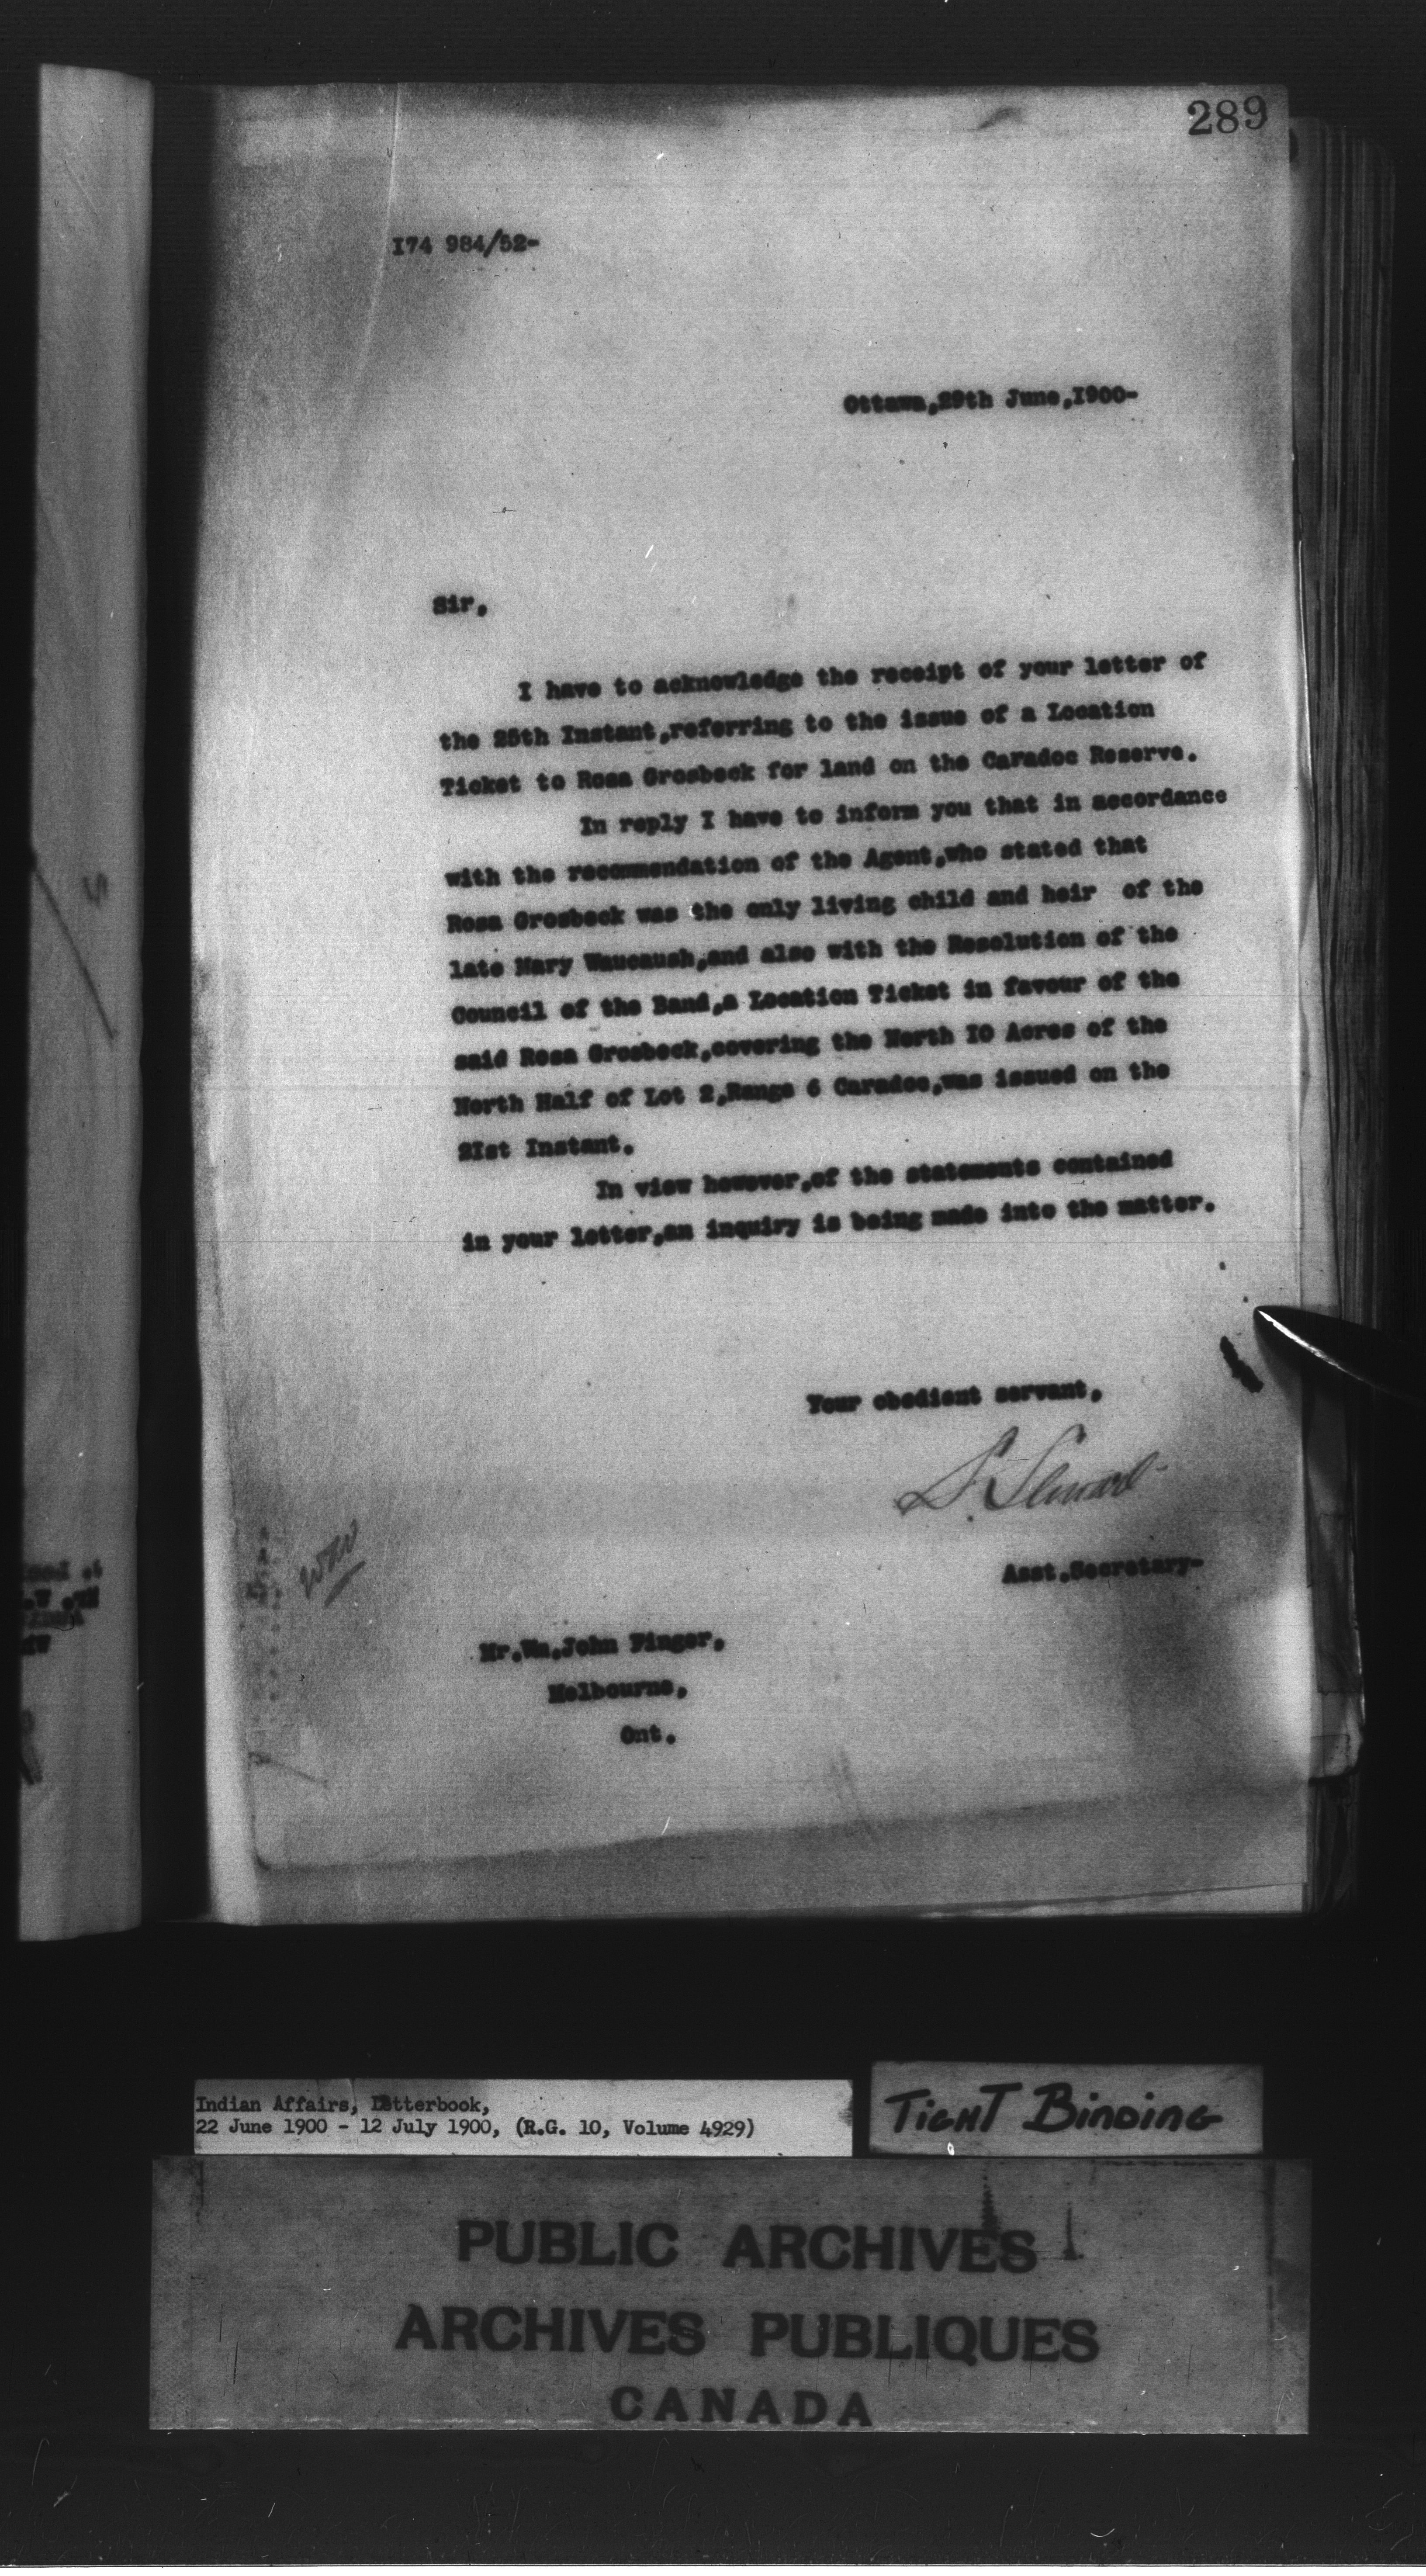 289
I74 984/52-
Ottawa,29th June,I900-
Sir,
I have to acknowledge the receipt of your letter of
the 25th Instant,referring to the issue of a Location
Ticket to Rosa Grosbeck for land on the Caradoc Reserve.
In reply I have to inform you that in accordance
with the recommendation of the Agent,who stated that
Rosa Grosbeck was the only living child and heir of the
late Mary Waucaush,and also with the Resolution of the
Council of the Band,a Location Ticket in favour of the
said Rosa Grosbeck,covering the North IO Acres of the
North Half of Lot 2,Range 6 Caradoc,was issued on the
2Ist Instant.
In view however,of the statements contained
in your letter,an inquiry is being made into the matter.
Your obedient servant,
S. Stewart
Asst.Secretary-
Mr.Wm.John Finger,
Melbourne,
Ont.
Indian Affairs, Letterbook,
22 June 1900 - 12 July 1900, (R.G. 10, Volume 4929)
TIGHT BINDING
PUBLIC ARCHIVES
ARCHIVES PUBLIQUES
CANADA